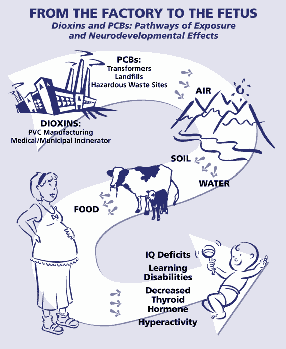 FROM THE FACTORY TO THE FETUS
Dioxins and PCBs: Pathways of Exposure
and Neurodevelopmental Effects
PCBs:
Transformers
Landfills
Hazardous Waste Sites
AIR
DIOXINS:
PVC Manufacturing
Medical/Municipal Incinerator
SOIL
WATER
FOOD
IQ Deficits
Learning
Disabilities
Decreased
Thyroid
Hormone
Hyperactivity